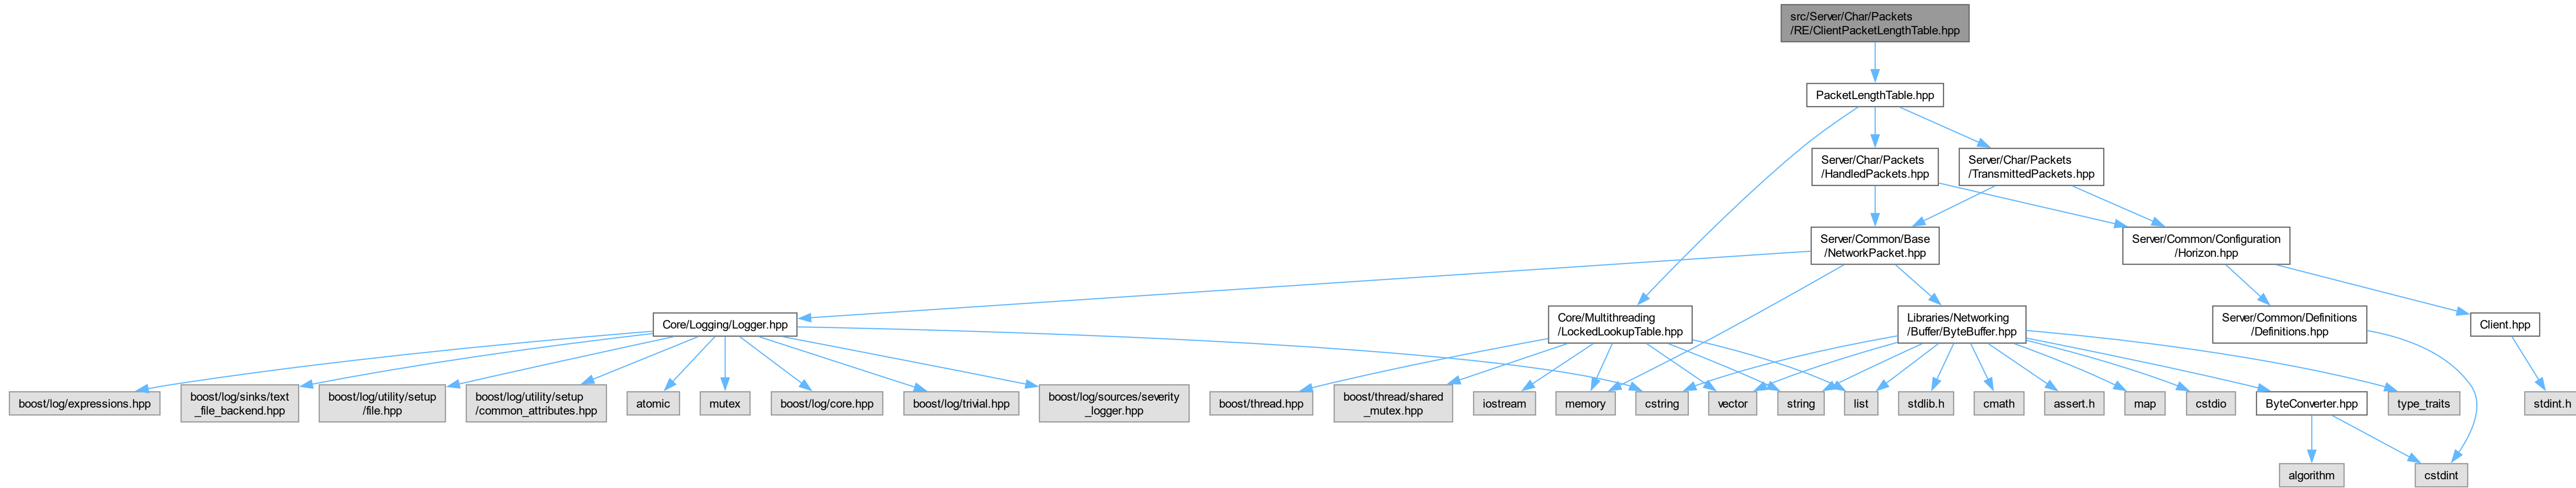 src/Server/Char/Packets
/RE/ClientPacketLengthTable.hpp
PacketLengthTable.hpp
Server/Char/Packets
/HandledPackets.hpp
Server/Char/Packets
/TransmittedPackets.hpp
Server/Common/Base
/NetworkPacket.hpp
Server/Common/Configuration
/Horizon.hpp
Core/Logging/Logger.hpp
Core/Multithreading
/LockedLookupTable.hpp
Libraries/Networking
/Buffer/ByteBuffer.hpp
Server/Common/Definitions
/Definitions.hpp
Client.hpp
boost/log/expressions.hpp
boost/log/sinks/text
_file_backend.hpp
boost/log/utility/setup
/file.hpp
boost/log/utility/setup
/common_attributes.hpp
atomic
mutex
boost/log/core.hpp
boost/log/trivial.hpp
boost/log/sources/severity
_logger.hpp
boost/thread.hpp
boost/thread/shared
_mutex.hpp
iostream
memory
cstring
vector
string
list
stdlib.h
cmath
assert.h
map
cstdio
ByteConverter.hpp
type_traits
stdint.h
algorithm
cstdint